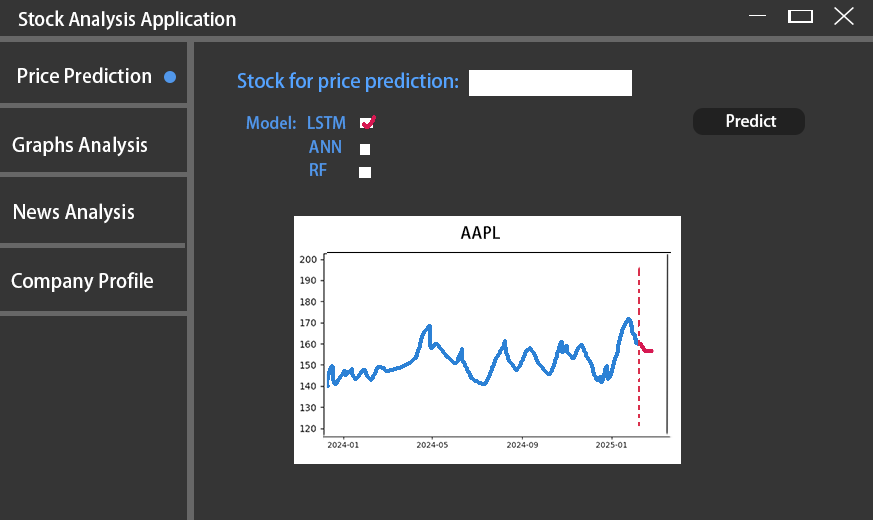 Stock Analysis Application
Price Prediction
Graphs Analysis
News Analysis
Company Profile
Stock for price prediction:
Model: LSTM
ANN
RF
Predict
AAPL
200
190
180
170
160
150
140
130
120
2024-01 2024-05 2024-09 2025-01